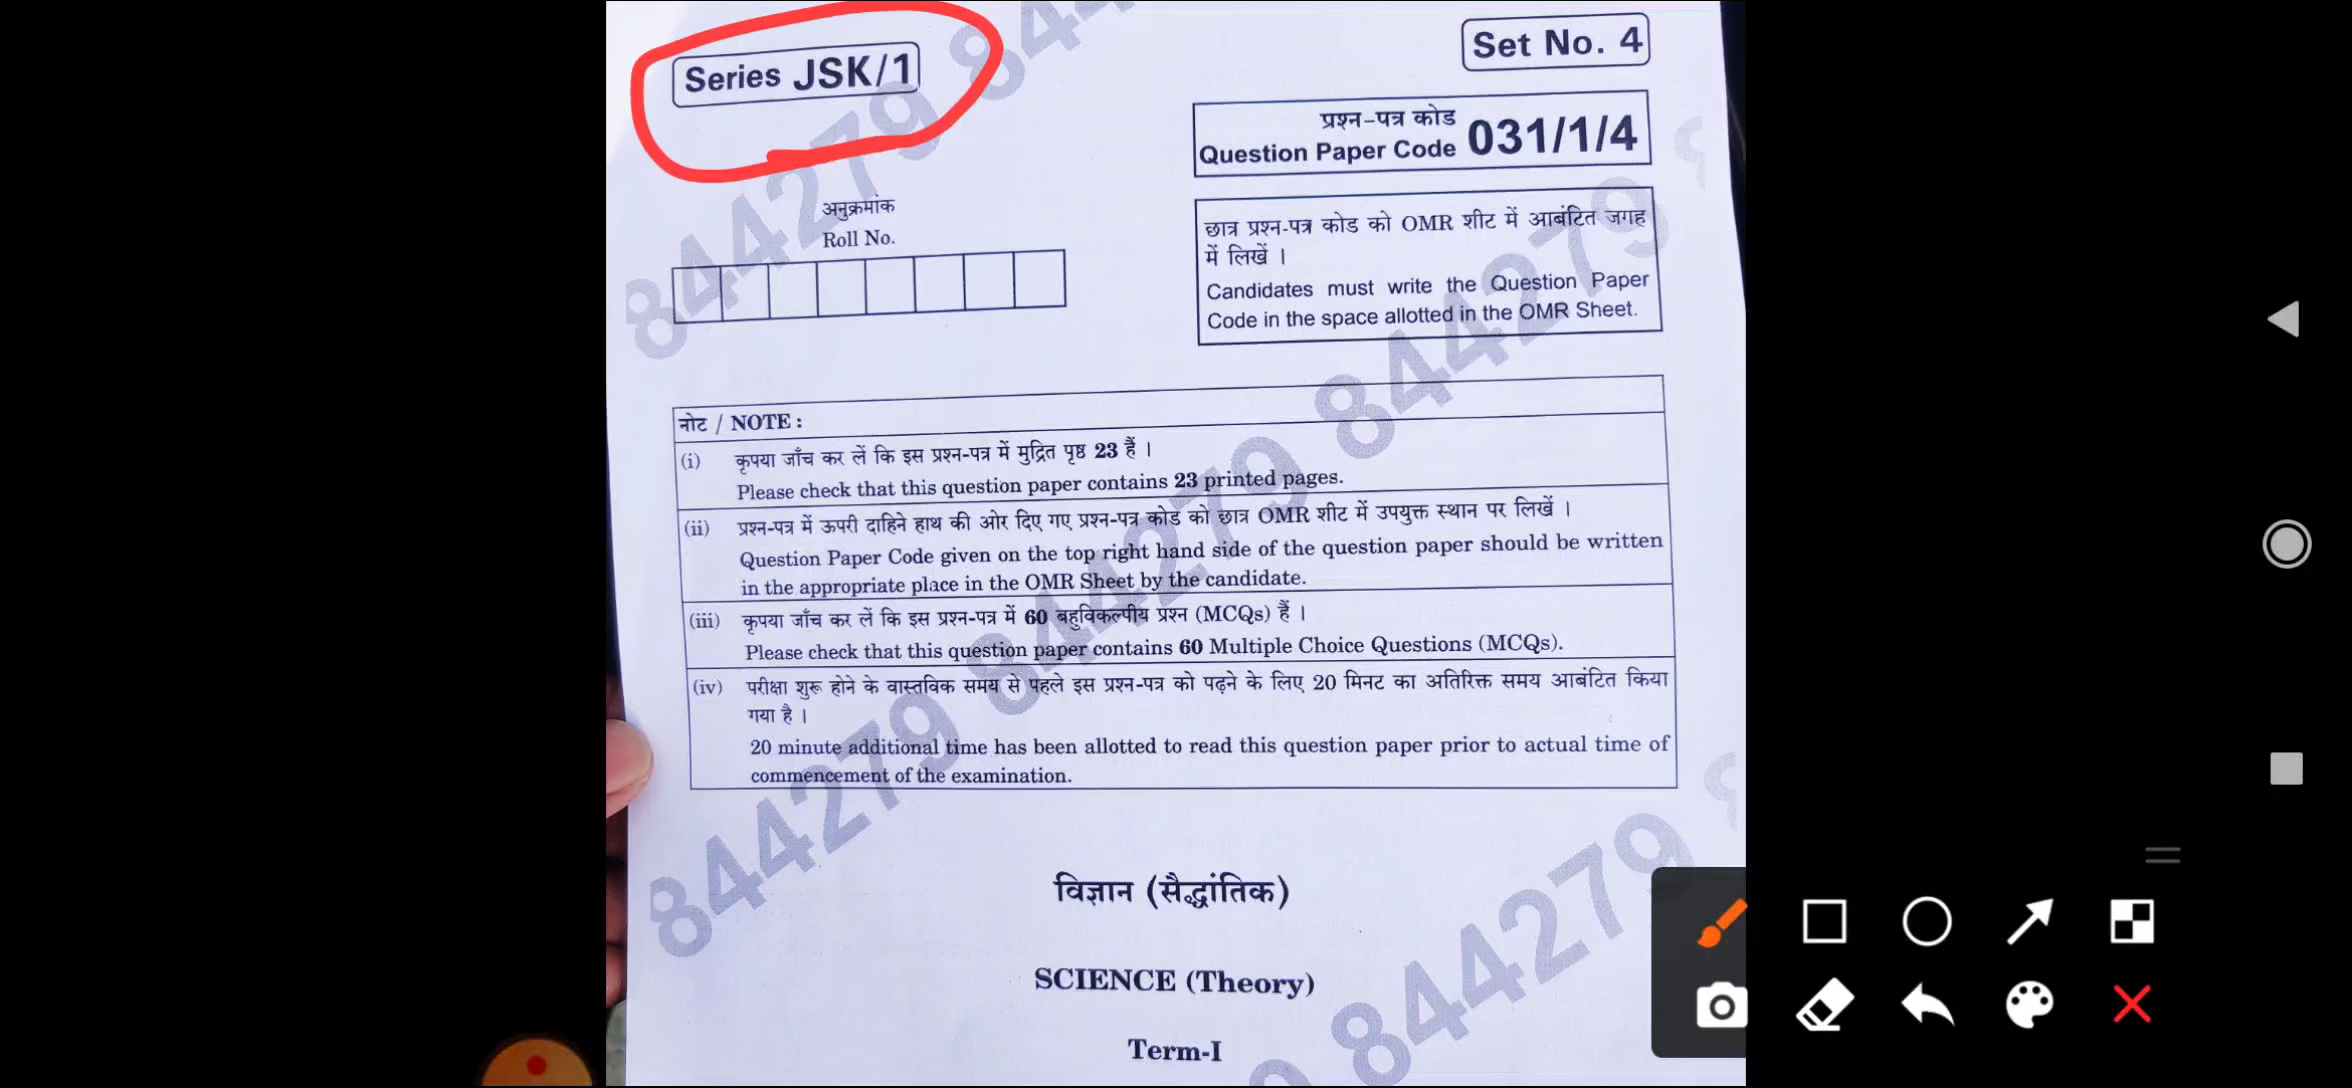 Series JSK/1
Set No. 4
प्रश्न-पत्र कोड
Question Paper Code 031/1/4
अनुक्रमांक
Roll No.
छात्र प्रश्न-पत्र कोड को OMR शीट में आबंटित जगह
में लिखें ।
Candidates must write the Question Paper
Code in the space allotted in the OMR Sheet.
नोट / NOTE :
(i) कृपया जाँच कर लें कि इस प्रश्न-पत्र में मुद्रित पृष्ठ 23 हैं ।
Please check that this question paper contains 23 printed pages.
(ii) प्रश्न-पत्र में ऊपरी दाहिने हाथ की ओर दिए गए प्रश्न-पत्र कोड को छात्र OMR शीट में उपयुक्त स्थान पर लिखें ।
Question Paper Code given on the top right hand side of the question paper should be written
in the appropriate place in the OMR Sheet by the candidate.
(iii) कृपया जाँच कर लें कि इस प्रश्न-पत्र में 60 बहुविकल्पीय प्रश्न (MCQs) हैं ।
Please check that this question paper contains 60 Multiple Choice Questions (MCQs).
(iv) परीक्षा शुरू होने के वास्तविक समय से पहले इस प्रश्न-पत्र को पढ़ने के लिए 20 मिनट का अतिरिक्त समय आबंटित किया
गया है ।
20 minute additional time has been allotted to read this question paper prior to actual time of
commencement of the examination.
विज्ञान (सैद्धांतिक)
SCIENCE (Theory)
Term-I
844279 844279 844279 844279
844279 844
844279